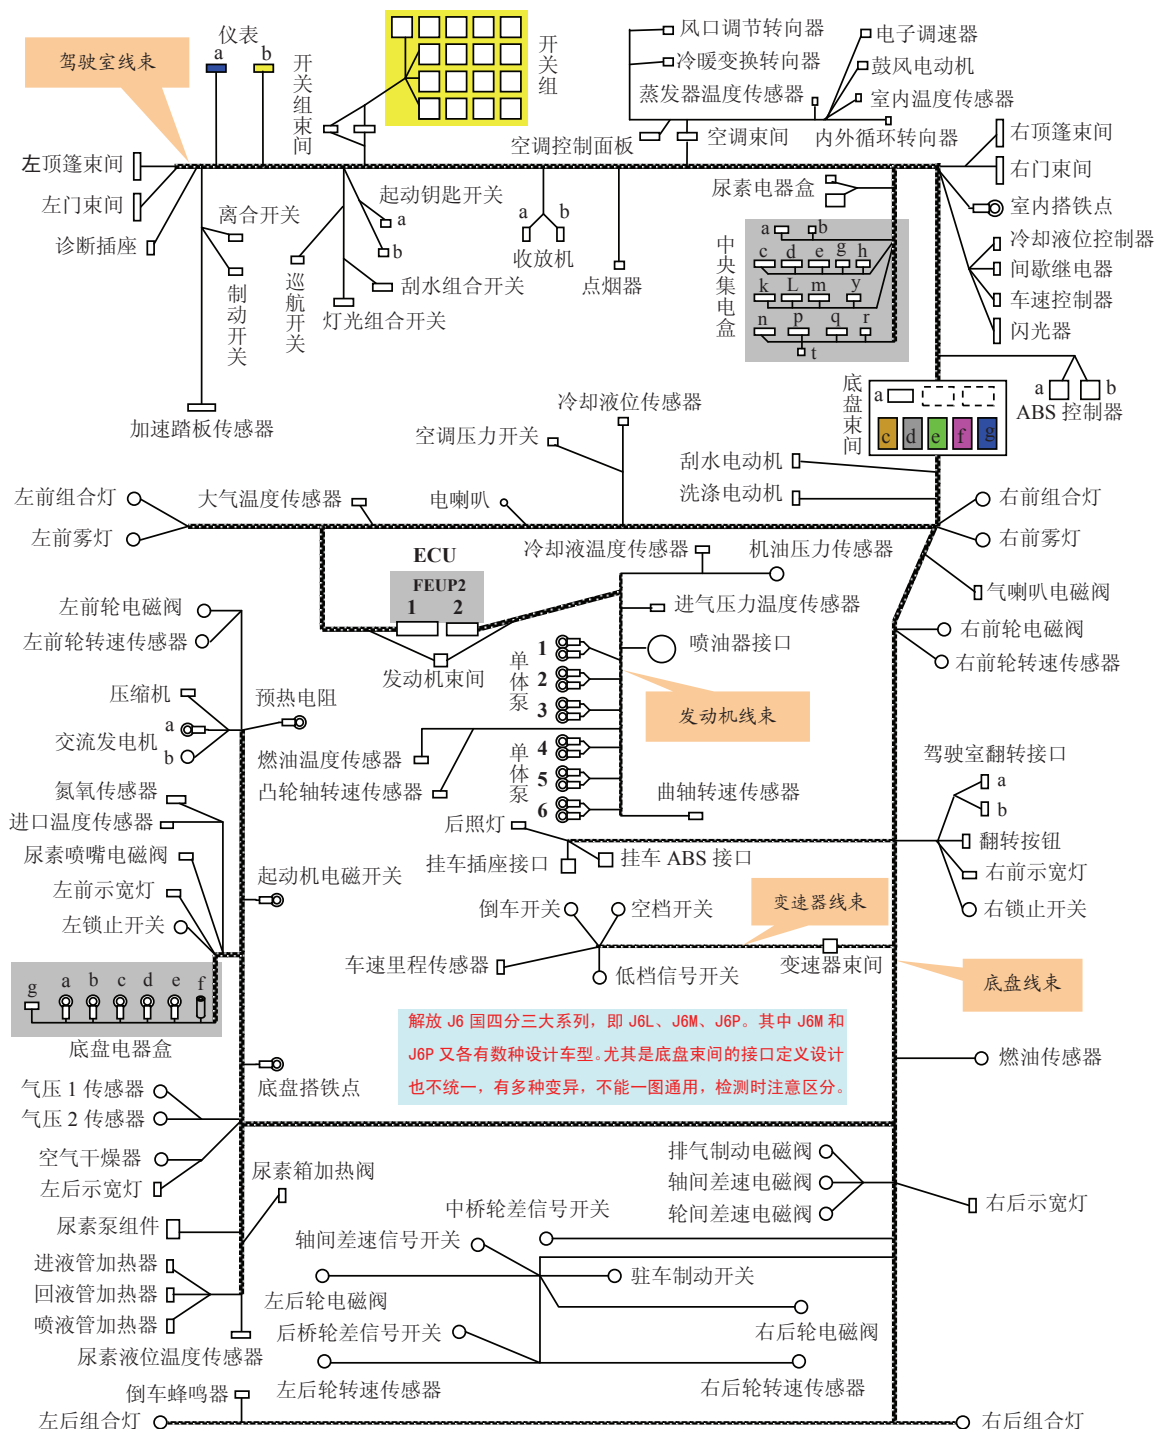 驾驶室线束
仪表
a
b
开关组束间
开关组
风口调节转向器
冷暖变换转向器
蒸发器温度传感器
空调控制面板
空调束间
电子调速器
鼓风电动机
室内温度传感器
内外循环转向器
右顶篷束间
右门束间
室内搭铁点
冷却液位控制器
间歇继电器
车速控制器
闪光器
左顶篷束间
左门束间
诊断插座
离合开关
制动开关
加速踏板传感器
巡航开关
起动钥匙开关
a
b
刮水组合开关
灯光组合开关
a
b
收放机
点烟器
尿素电器盒
中央集电盒
a
b
c
d
e
g
h
k
L
m
y
n
p
q
r
t
底盘束间
a
c
d
e
f
g
a
b
ABS 控制器
冷却液位传感器
空调压力开关
刮水电动机
洗涤电动机
左前组合灯
左前雾灯
大气温度传感器
电喇叭
右前组合灯
右前雾灯
气喇叭电磁阀
ECU
FEUP2
1 2
发动机束间
冷却液温度传感器
机油压力传感器
进气压力温度传感器
喷油器接口
单体泵
1
2
3
单体泵
4
5
6
发动机线束
燃油温度传感器
凸轮轴转速传感器
曲轴转速传感器
左前轮电磁阀
左前轮转速传感器
右前轮电磁阀
右前轮转速传感器
压缩机
a
交流发电机
b
预热电阻
氮氧传感器
进口温度传感器
尿素喷嘴电磁阀
左前示宽灯
左锁止开关
起动机电磁开关
后照灯
挂车插座接口
挂车 ABS 接口
驾驶室翻转接口
a
b
翻转按钮
右前示宽灯
右锁止开关
倒车开关
空档开关
变速器线束
车速里程传感器
低档信号开关
变速器束间
底盘线束
g
a
b
c
d
e
f
底盘电器盒
底盘搭铁点
解放 J6 国四分三大系列，即 J6L、J6M、J6P。其中 J6M 和
J6P 又各有数种设计车型。尤其是底盘束间的接口定义设计
也不统一，有多种变异，不能一图通用，检测时注意区分。
燃油传感器
气压 1 传感器
气压 2 传感器
空气干燥器
左后示宽灯
尿素泵组件
进液管加热器
回液管加热器
喷液管加热器
尿素箱加热阀
尿素液位温度传感器
排气制动电磁阀
轴间差速电磁阀
轮间差速电磁阀
右后示宽灯
中桥轮差信号开关
轴间差速信号开关
驻车制动开关
左后轮电磁阀
右后轮电磁阀
后桥轮差信号开关
左后轮转速传感器
右后轮转速传感器
倒车蜂鸣器
左后组合灯
右后组合灯